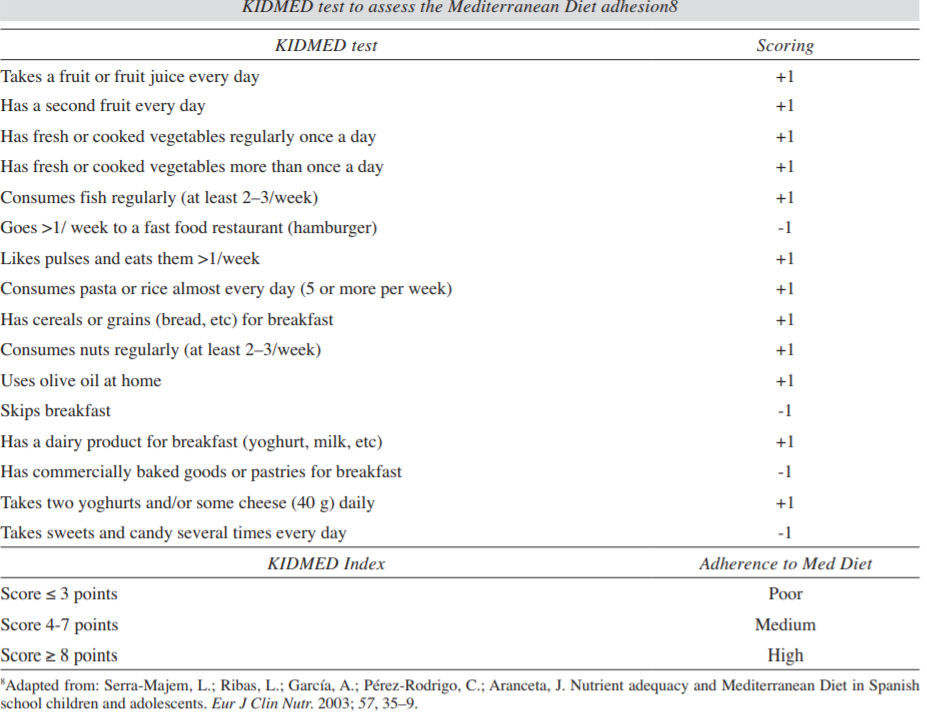 KIDMED test to assess the Mediterranean Diet adhesion8
KIDMED test Scoring
Takes a fruit or fruit juice every day +1
Has a second fruit every day +1
Has fresh or cooked vegetables regularly once a day +1
Has fresh or cooked vegetables more than once a day +1
Consumes fish regularly (at least 2–3/week) +1
Goes >1/ week to a fast food restaurant (hamburger) -1
Likes pulses and eats them >1/week +1
Consumes pasta or rice almost every day (5 or more per week) +1
Has cereals or grains (bread, etc) for breakfast +1
Consumes nuts regularly (at least 2–3/week) +1
Uses olive oil at home +1
Skips breakfast -1
Has a dairy product for breakfast (yoghurt, milk, etc) +1
Has commercially baked goods or pastries for breakfast -1
Takes two yoghurts and/or some cheese (40 g) daily +1
Takes sweets and candy several times every day -1
KIDMED Index Adherence to Med Diet
Score ≤ 3 points Poor
Score 4-7 points Medium
Score ≥ 8 points High
⁸Adapted from: Serra-Majem, L.; Ribas, L.; García, A.; Pérez-Rodrigo, C.; Aranceta, J. Nutrient adequacy and Mediterranean Diet in Spanish
school children and adolescents. Eur J Clin Nutr. 2003; 57, 35–9.